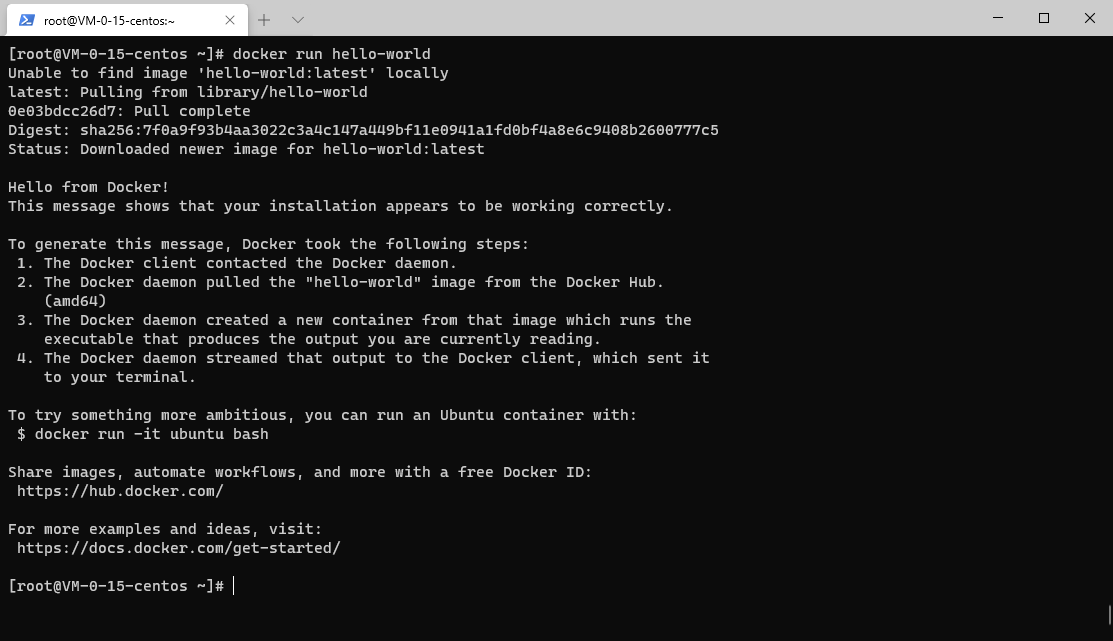 root@VM-0-15-centos:~
[root@VM-0-15-centos ~]# docker run hello-world
Unable to find image 'hello-world:latest' locally
latest: Pulling from library/hello-world
0e03bdcc26d7: Pull complete
Digest: sha256:7f0a9f93b4aa3022c3a4c147a449bf11e0941a1fd0bf4a8e6c9408b2600777c5
Status: Downloaded newer image for hello-world:latest

Hello from Docker!
This message shows that your installation appears to be working correctly.

To generate this message, Docker took the following steps:
 1. The Docker client contacted the Docker daemon.
 2. The Docker daemon pulled the "hello-world" image from the Docker Hub.
    (amd64)
 3. The Docker daemon created a new container from that image which runs the
    executable that produces the output you are currently reading.
 4. The Docker daemon streamed that output to the Docker client, which sent it
    to your terminal.

To try something more ambitious, you can run an Ubuntu container with:
 $ docker run -it ubuntu bash

Share images, automate workflows, and more with a free Docker ID:
 https://hub.docker.com/

For more examples and ideas, visit:
 https://docs.docker.com/get-started/

[root@VM-0-15-centos ~]#